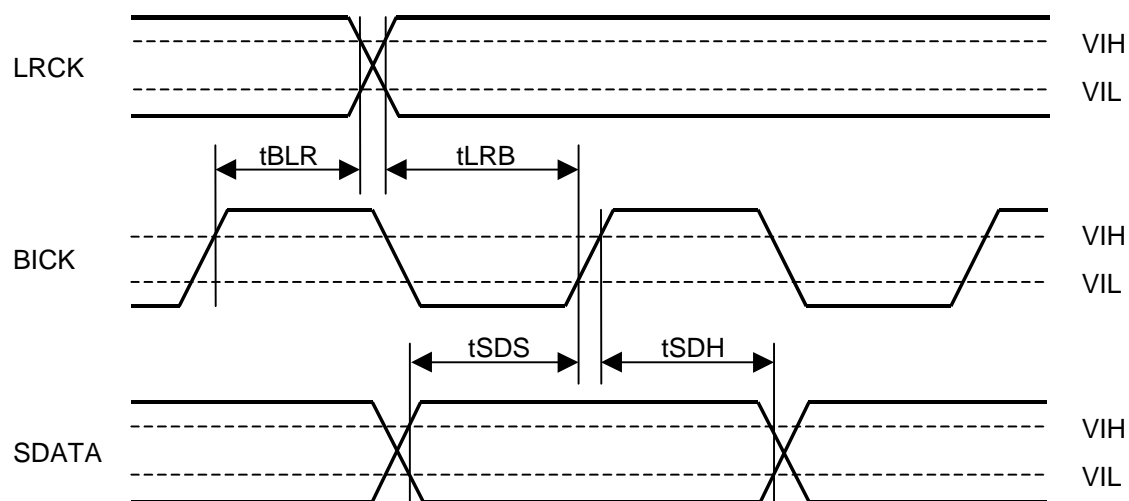 LRCK
VIH
VIL
tBLR
tLRB
BICK
VIH
VIL
tSDS
tSDH
SDATA
VIH
VIL